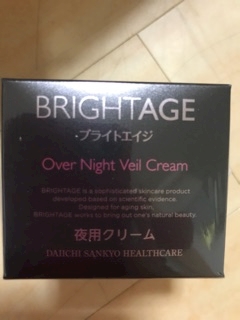 BRIGHTAGE
・ブライトエイジ
Over Night Veil Cream
BRIGHTAGE is a sophisticated skincare product
developed based on scientific evidence.
Designed for aging skin,
BRIGHTAGE works to bring out one's natural beauty.
夜用クリーム
DAIICHI SANKYO HEALTHCARE